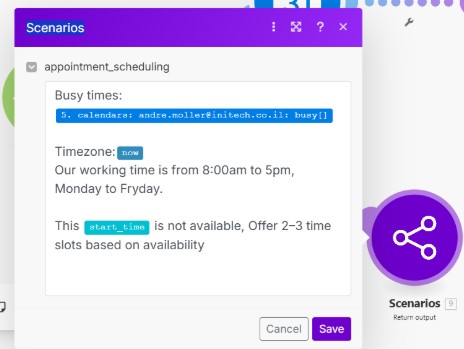 31
Scenarios
appointment_scheduling
Busy times:
5. calendars: andre.moller@initech.co.il: busy[]
Timezone: now
Our working time is from 8:00am to 5pm,
Monday to Fryday.
This start_time is not available, Offer 2–3 time
slots based on availability
Cancel Save
Scenarios 9
Return output